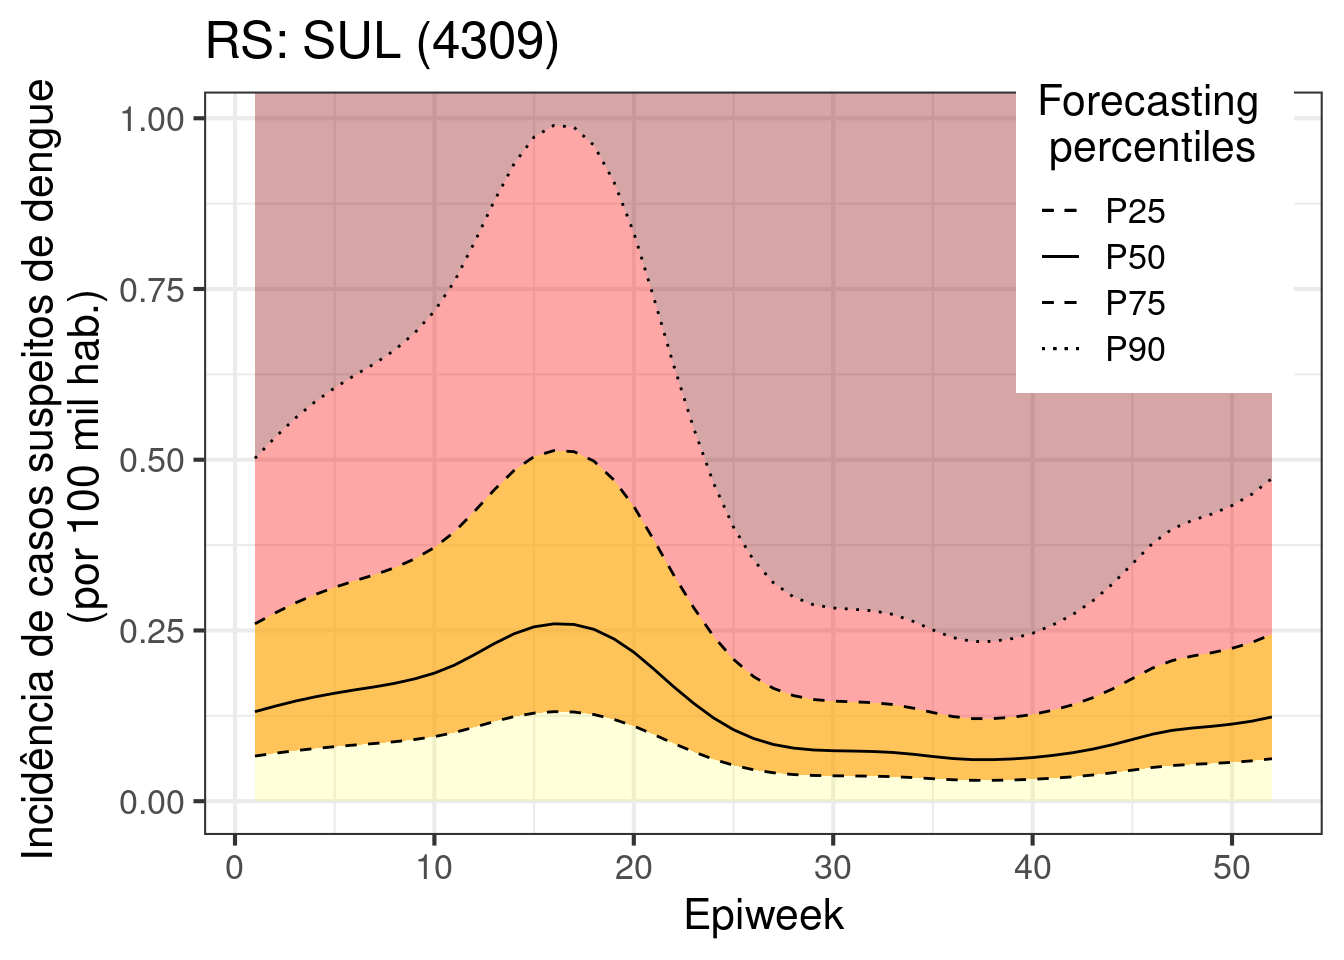 RS: SUL (4309)
Incidência de casos suspeitos de dengue
(por 100 mil hab.)
1.00
0.75
0.50
0.25
0.00
Forecasting
percentiles
P25
P50
P75
P90
0 10 20 30 40 50
Epiweek